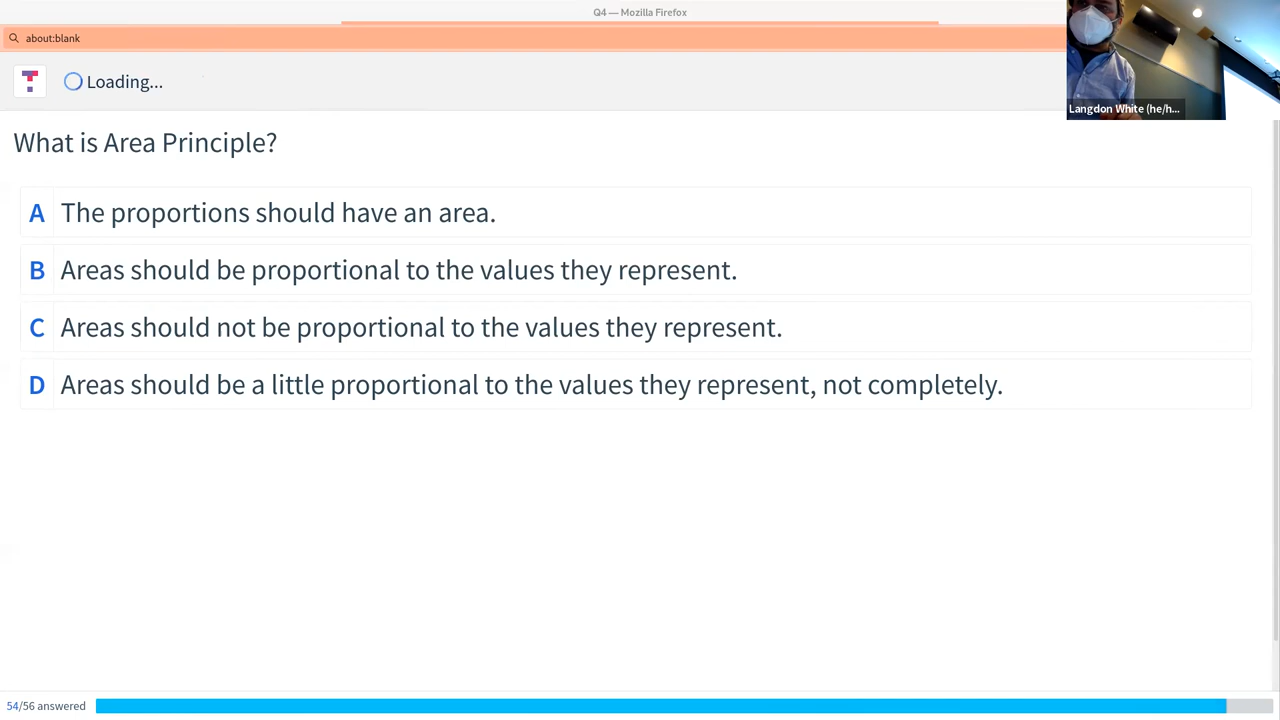 Q4 — Mozilla Firefox
about:blank
T
Loading...
Langdon White (he/h...
What is Area Principle?
A The proportions should have an area.
B Areas should be proportional to the values they represent.
C Areas should not be proportional to the values they represent.
D Areas should be a little proportional to the values they represent, not completely.
54/56 answered